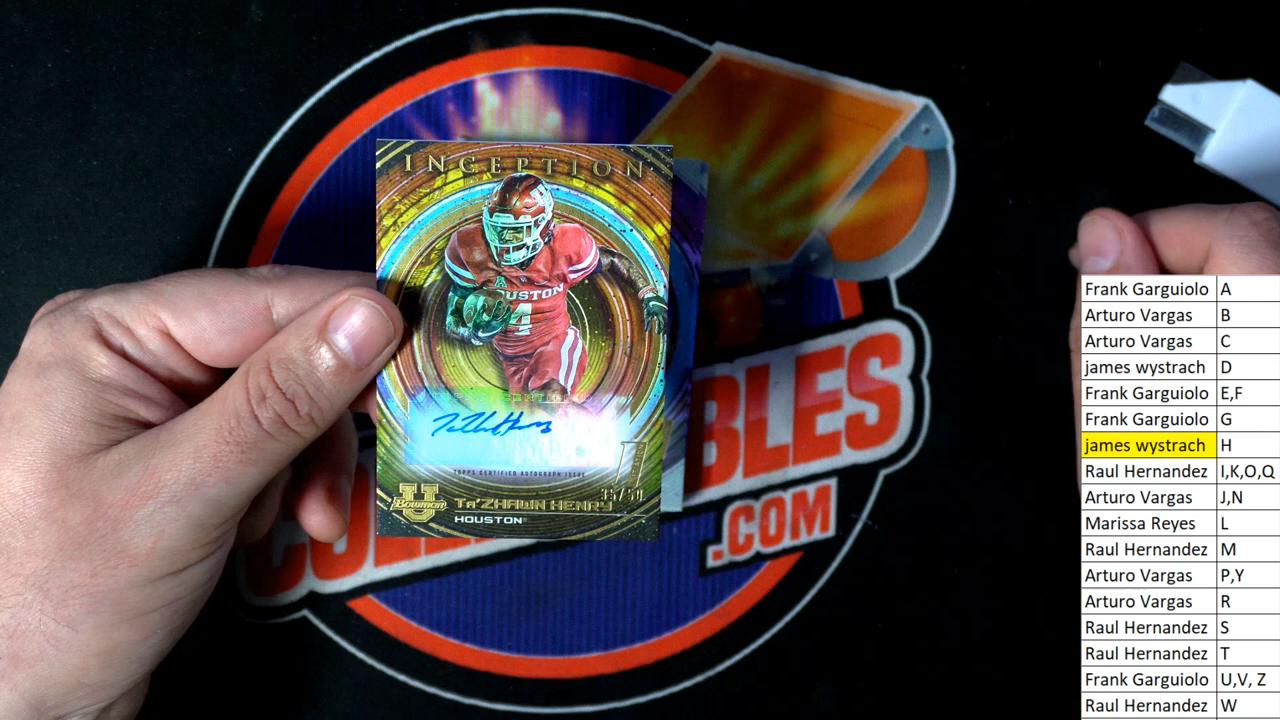 INCEPTION
HOUSTON
4
TOPPS CERTIFIED AUTOGRAPH ISSUE
35/50
U
Bowman
TA'ZHAWN HENRY
HOUSTON
BLES
.COM
Frank Garguiolo A
Arturo Vargas B
Arturo Vargas C
james wystrach D
Frank Garguiolo E,F
Frank Garguiolo G
james wystrach H
Raul Hernandez I,K,O,Q
Arturo Vargas J,N
Marissa Reyes L
Raul Hernandez M
Arturo Vargas P,Y
Arturo Vargas R
Raul Hernandez S
Raul Hernandez T
Frank Garguiolo U,V, Z
Raul Hernandez W